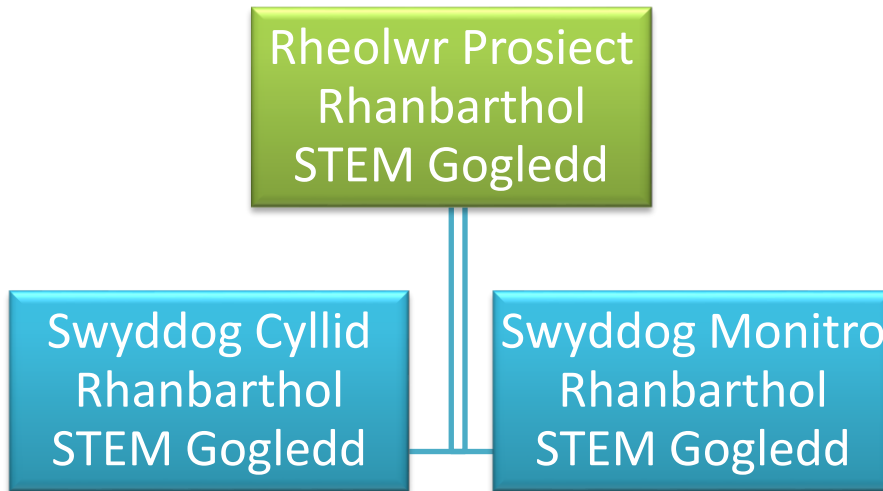 Rheolwr Prosiect
Rhanbarthol
STEM Gogledd
Swyddog Cyllid
Rhanbarthol
STEM Gogledd
Swyddog Monitro
Rhanbarthol
STEM Gogledd